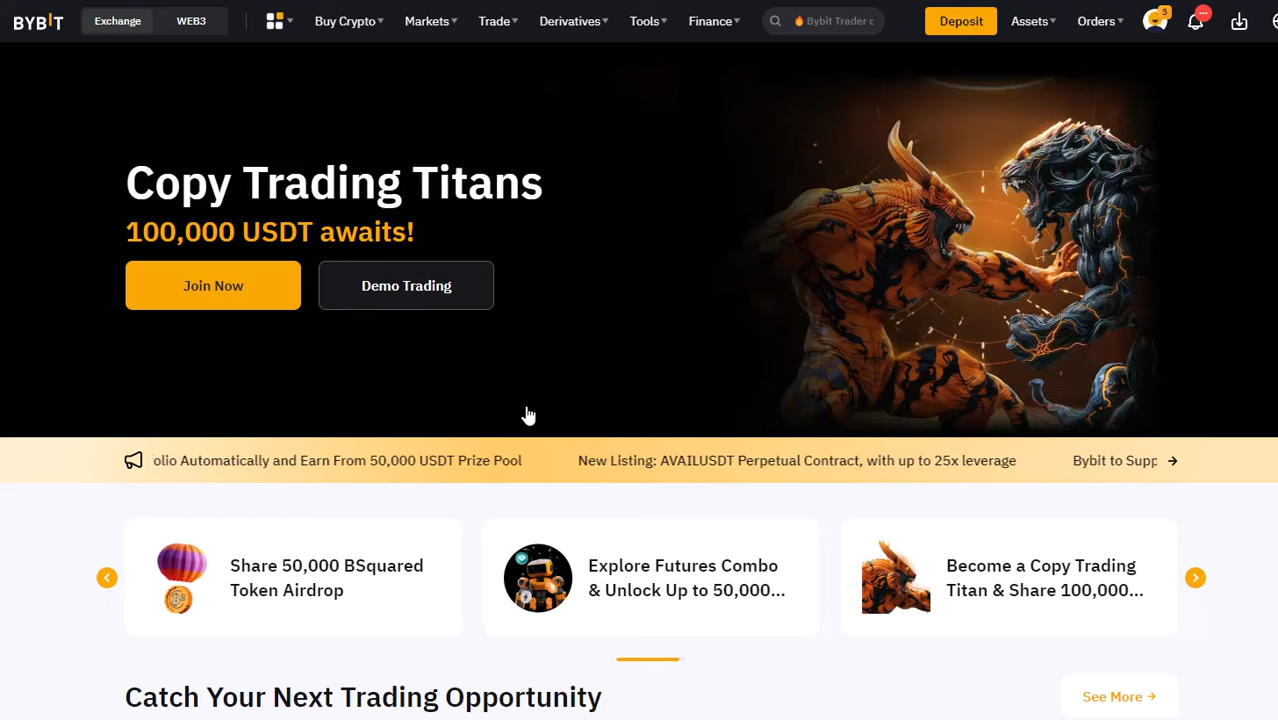 BYBIT
Exchange
WEB3
Buy Crypto
Markets
Trade
Derivatives
Tools
Finance
Bybit Trader c
Deposit
Assets
Orders
5
Copy Trading Titans
100,000 USDT awaits!
Join Now
Demo Trading
olio Automatically and Earn From 50,000 USDT Prize Pool
New Listing: AVAILUSDT Perpetual Contract, with up to 25x leverage
Bybit to Supp
Share 50,000 BSquared
Token Airdrop
Explore Futures Combo
& Unlock Up to 50,000...
Become a Copy Trading
Titan & Share 100,000...
Catch Your Next Trading Opportunity
See More